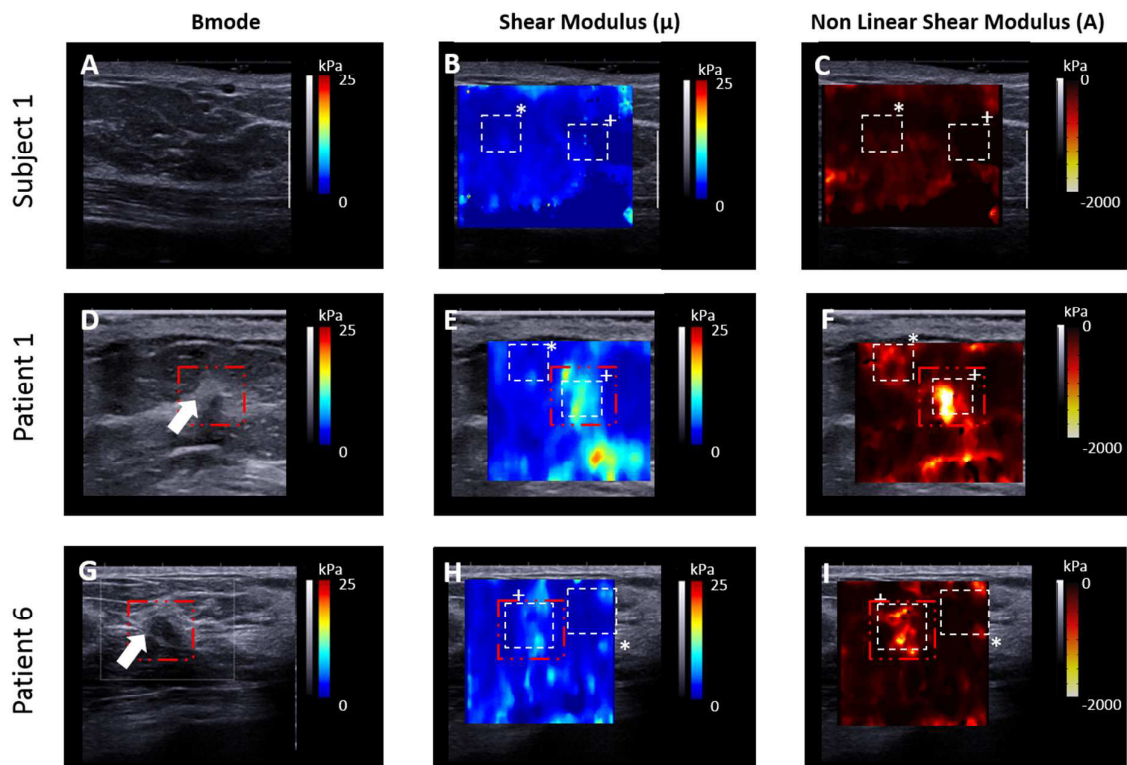 Bmode Shear Modulus (μ) Non Linear Shear Modulus (A)
Subject 1
A kPa 25 0
B kPa 25 0 * +
C kPa 0 -2000 * +
Patient 1
D kPa 25 0
E kPa 25 0 * +
F kPa 0 -2000 * +
Patient 6
G kPa 25 0
H kPa 25 0 + *
I kPa 0 -2000 + *